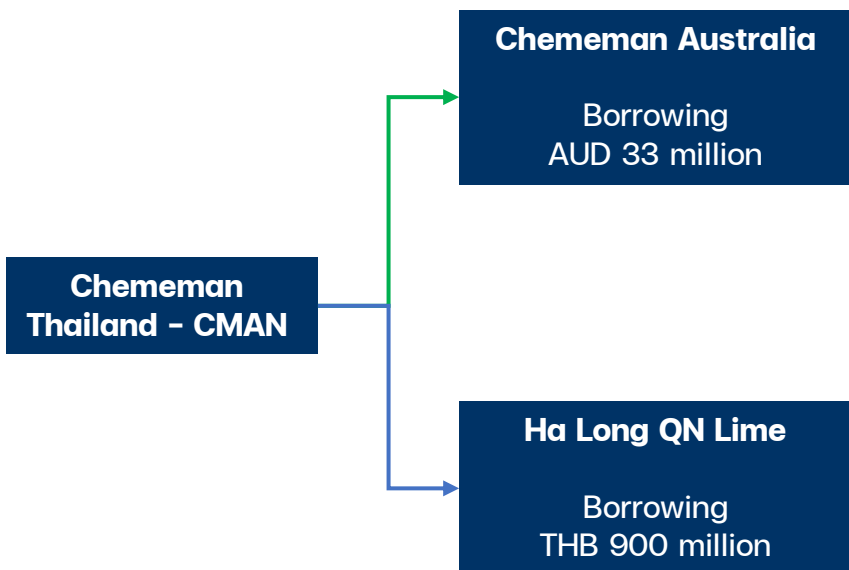 Chememan Australia
Borrowing
AUD 33 million
Chememan
Thailand - CMAN
Ha Long QN Lime
Borrowing
THB 900 million